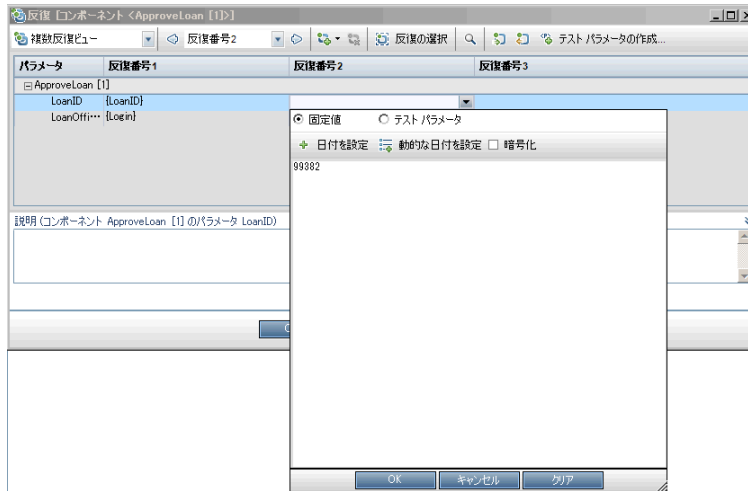 反復 [コンポーネント <ApproveLoan [1]>]
複数反復ビュー 反復番号2 反復の選択 テスト パラメータの作成...
パラメータ 反復番号1 反復番号2 反復番号3
ApproveLoan [1]
LoanID {LoanID}
LoanOffi… {Login}
固定値 テスト パラメータ
日付を設定 動的な日付を設定 暗号化
99382
説明 (コンポーネント ApproveLoan [1] のパラメータ LoanID)
OK キャンセル クリア